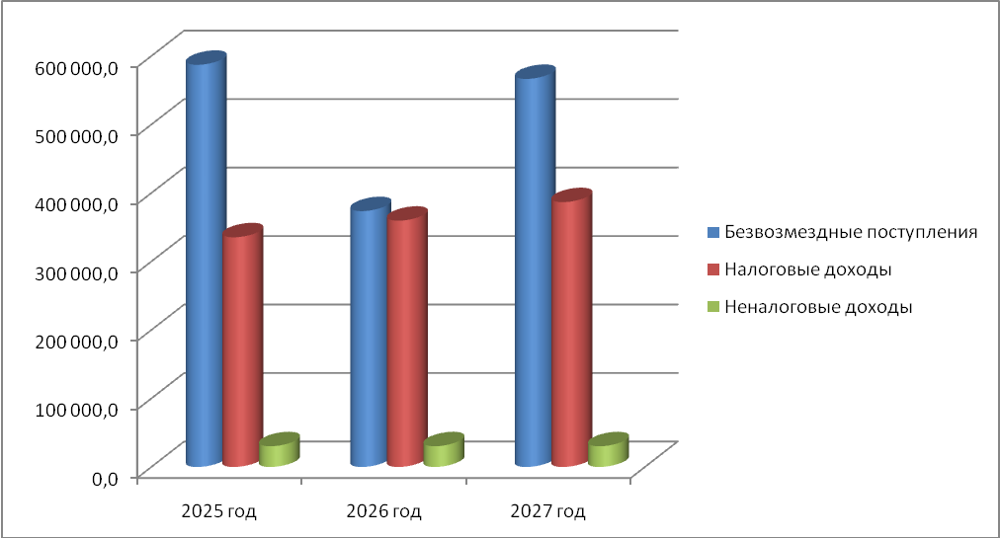 600 000,0
500 000,0
400 000,0
300 000,0
200 000,0
100 000,0
0,0
2025 год
2026 год
2027 год
Безвозмездные поступления
Налоговые доходы
Неналоговые доходы